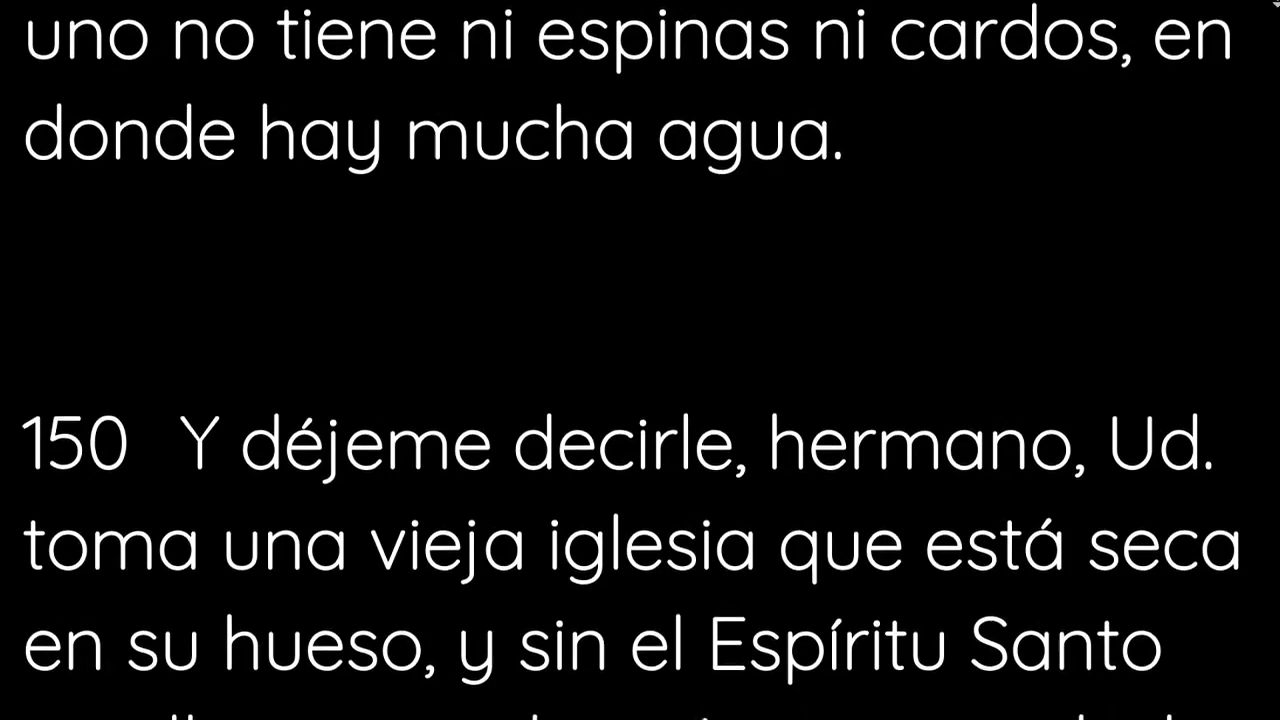 uno no tiene ni espinas ni cardos, en
donde hay mucha agua.
150 Y déjeme decirle, hermano, Ud.
toma una vieja iglesia que está seca
en su hueso, y sin el Espíritu Santo